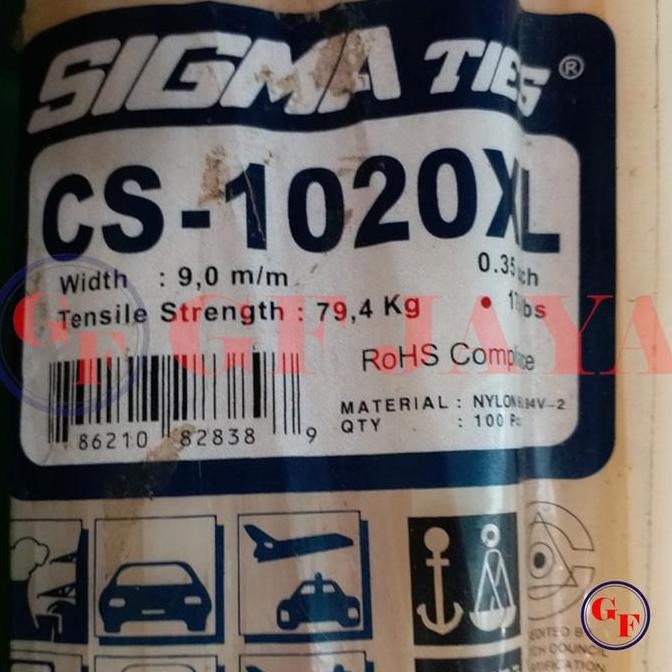 SIGMA TIES ®
CS-1020XL
Width : 9,0 m/m
Tensile Strength : 79,4 Kg •
RoHS
MATERIAL : NYLON
QTY : 100
86210 82838 9
GF GF JAYA
GF